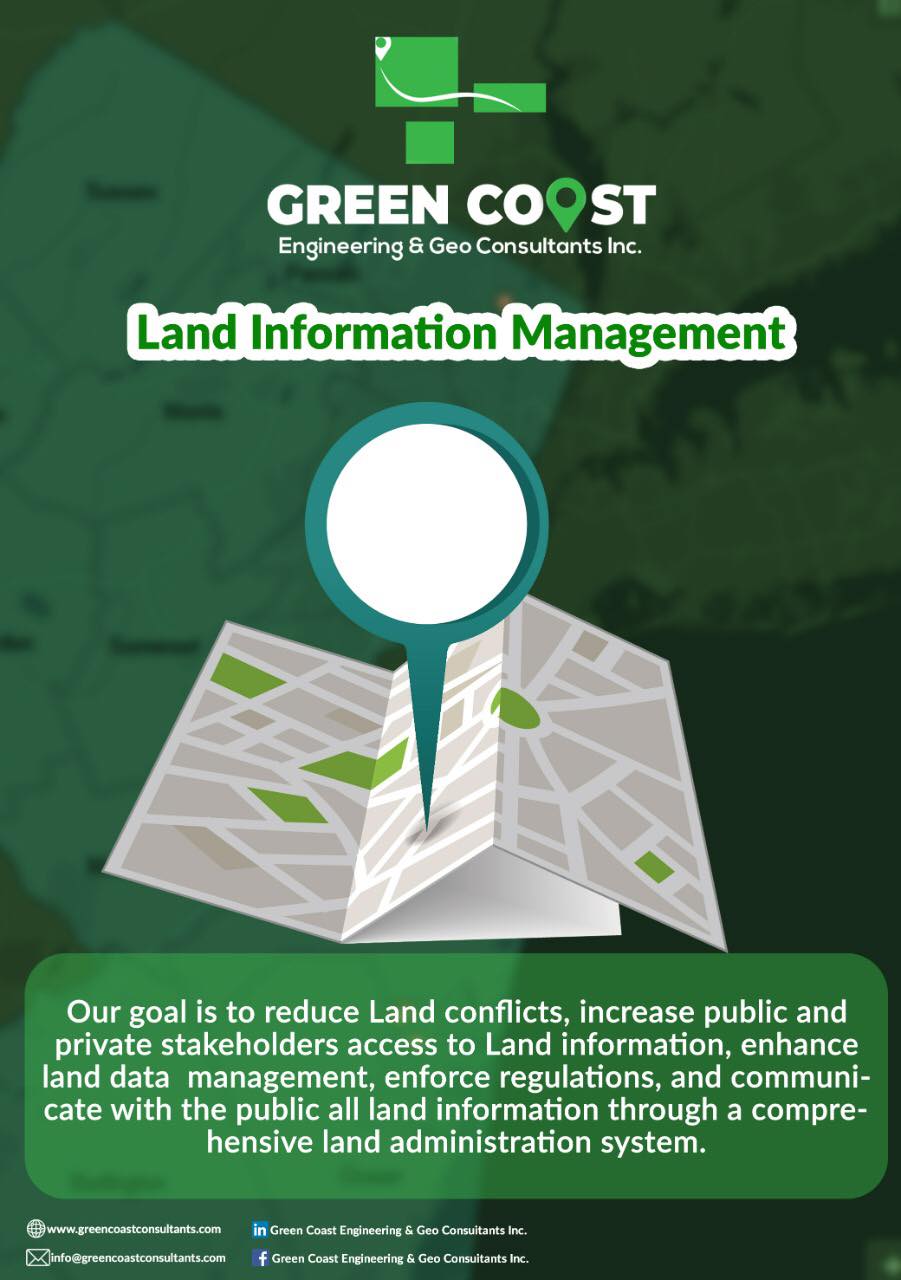 GREEN COAST
Engineering & Geo Consultants Inc.
Land Information Management
Our goal is to reduce Land conflicts, increase public and
private stakeholders access to Land information, enhance
land data  management, enforce regulations, and communi-
cate with the public all land information through a compre-
hensive land administration system.
www.greencoastconsultants.com
in Green Coast Engineering & Geo Consultants Inc.
info@greencoastconsultants.com
f Green Coast Engineering & Geo Consultants Inc.